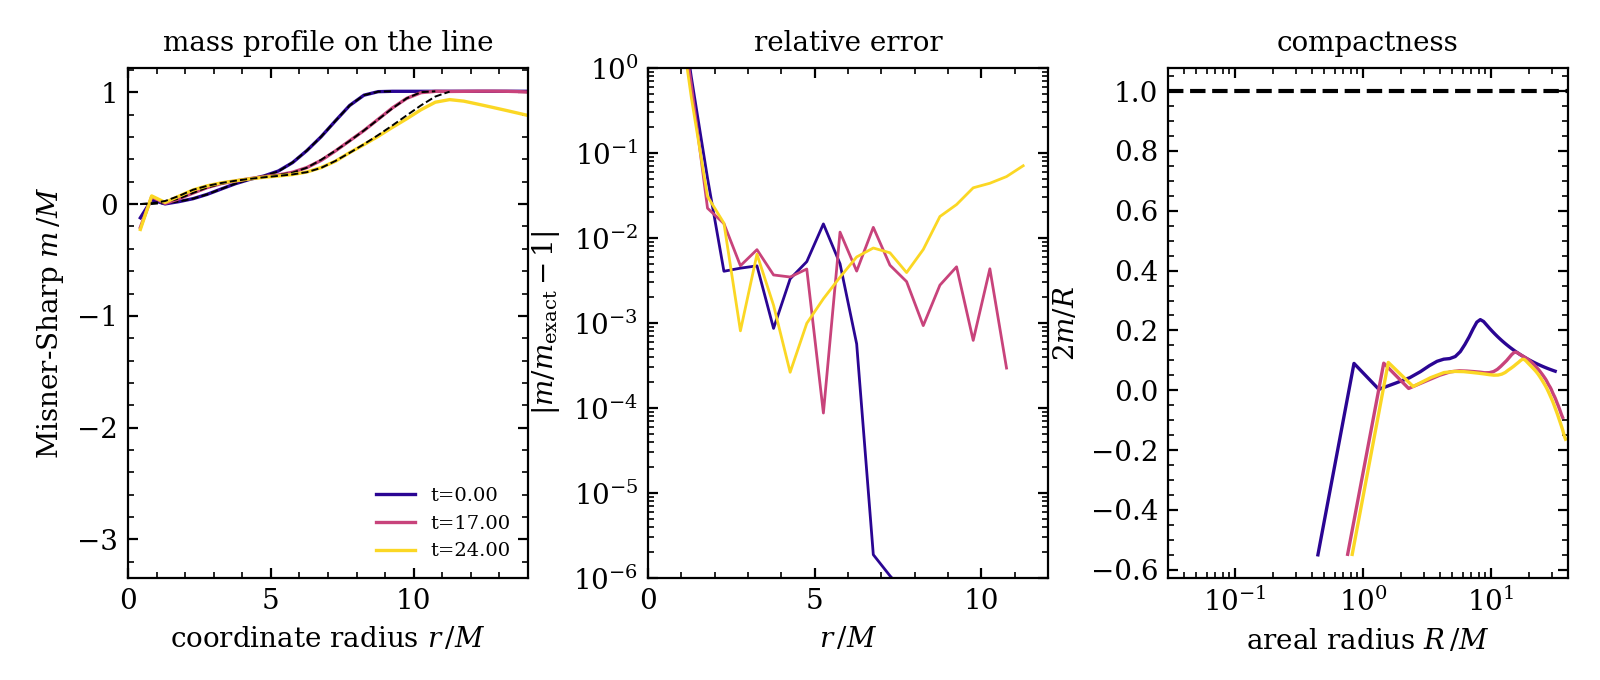 mass profile on the line
Misner-Sharp m/M
1
0
−1
−2
−3
t=0.00
t=17.00
t=24.00
0 5 10
coordinate radius r/M
relative error
|m/m_exact − 1|
10^0
10^−1
10^−2
10^−3
10^−4
10^−5
10^−6
0 5 10
r/M
compactness
2m/R
1.0
0.8
0.6
0.4
0.2
0.0
−0.2
−0.4
−0.6
10^−1 10^0 10^1
areal radius R/M